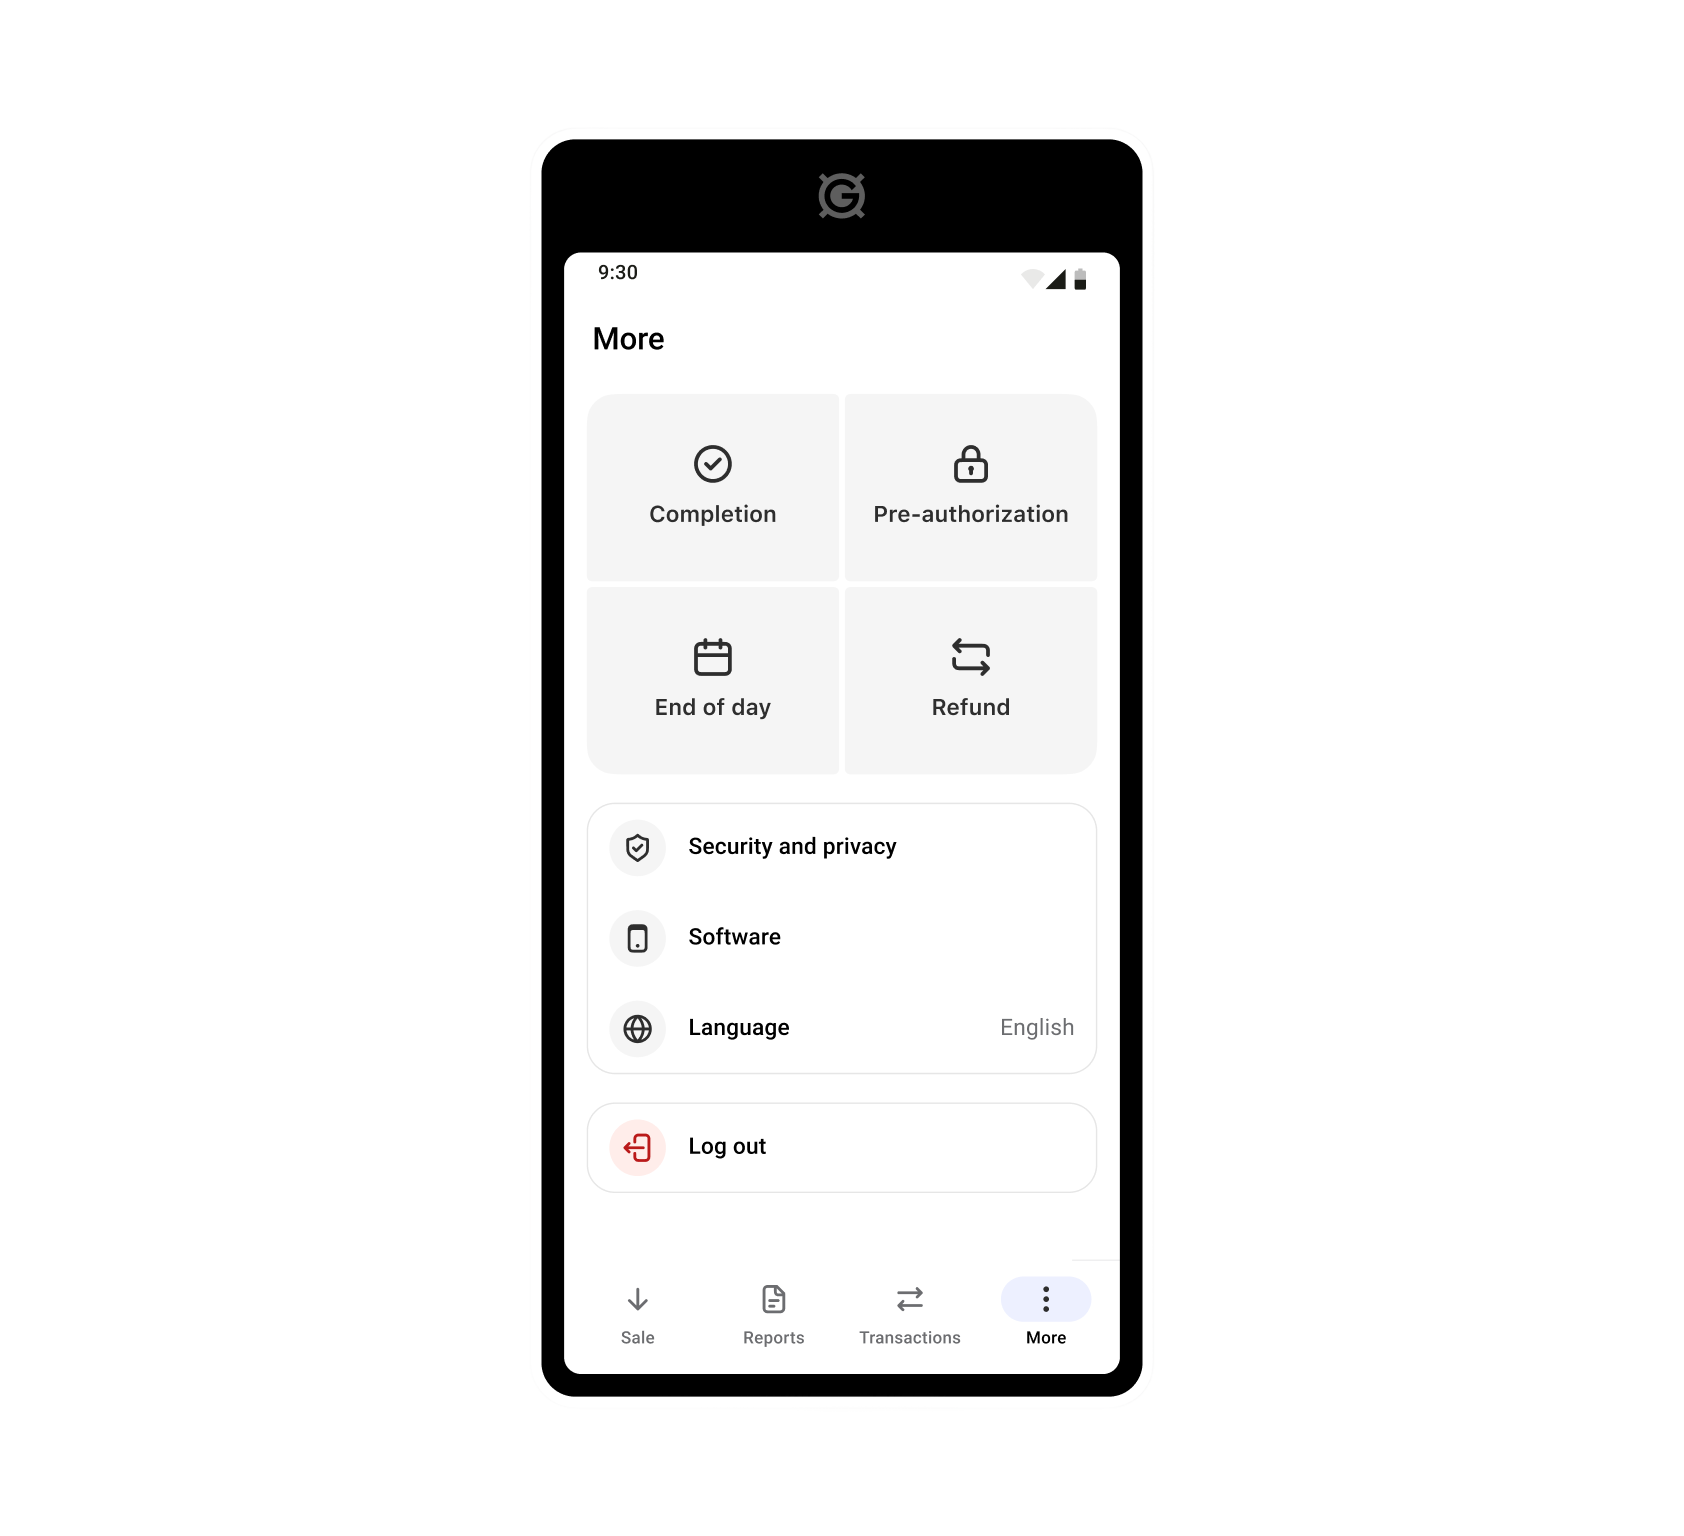 9:30
More
Completion
Pre-authorization
End of day
Refund
Security and privacy
Software
Language
English
Log out
Sale
Reports
Transactions
More